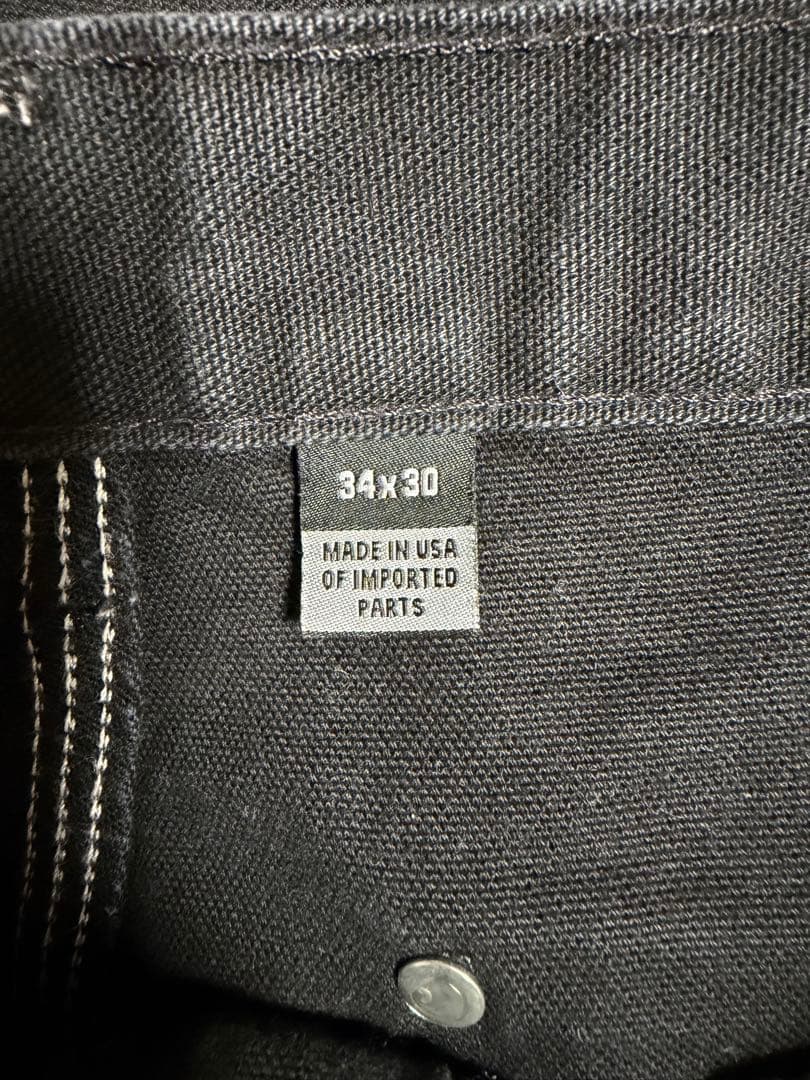 34x30
MADE IN USA
OF IMPORTED
PARTS